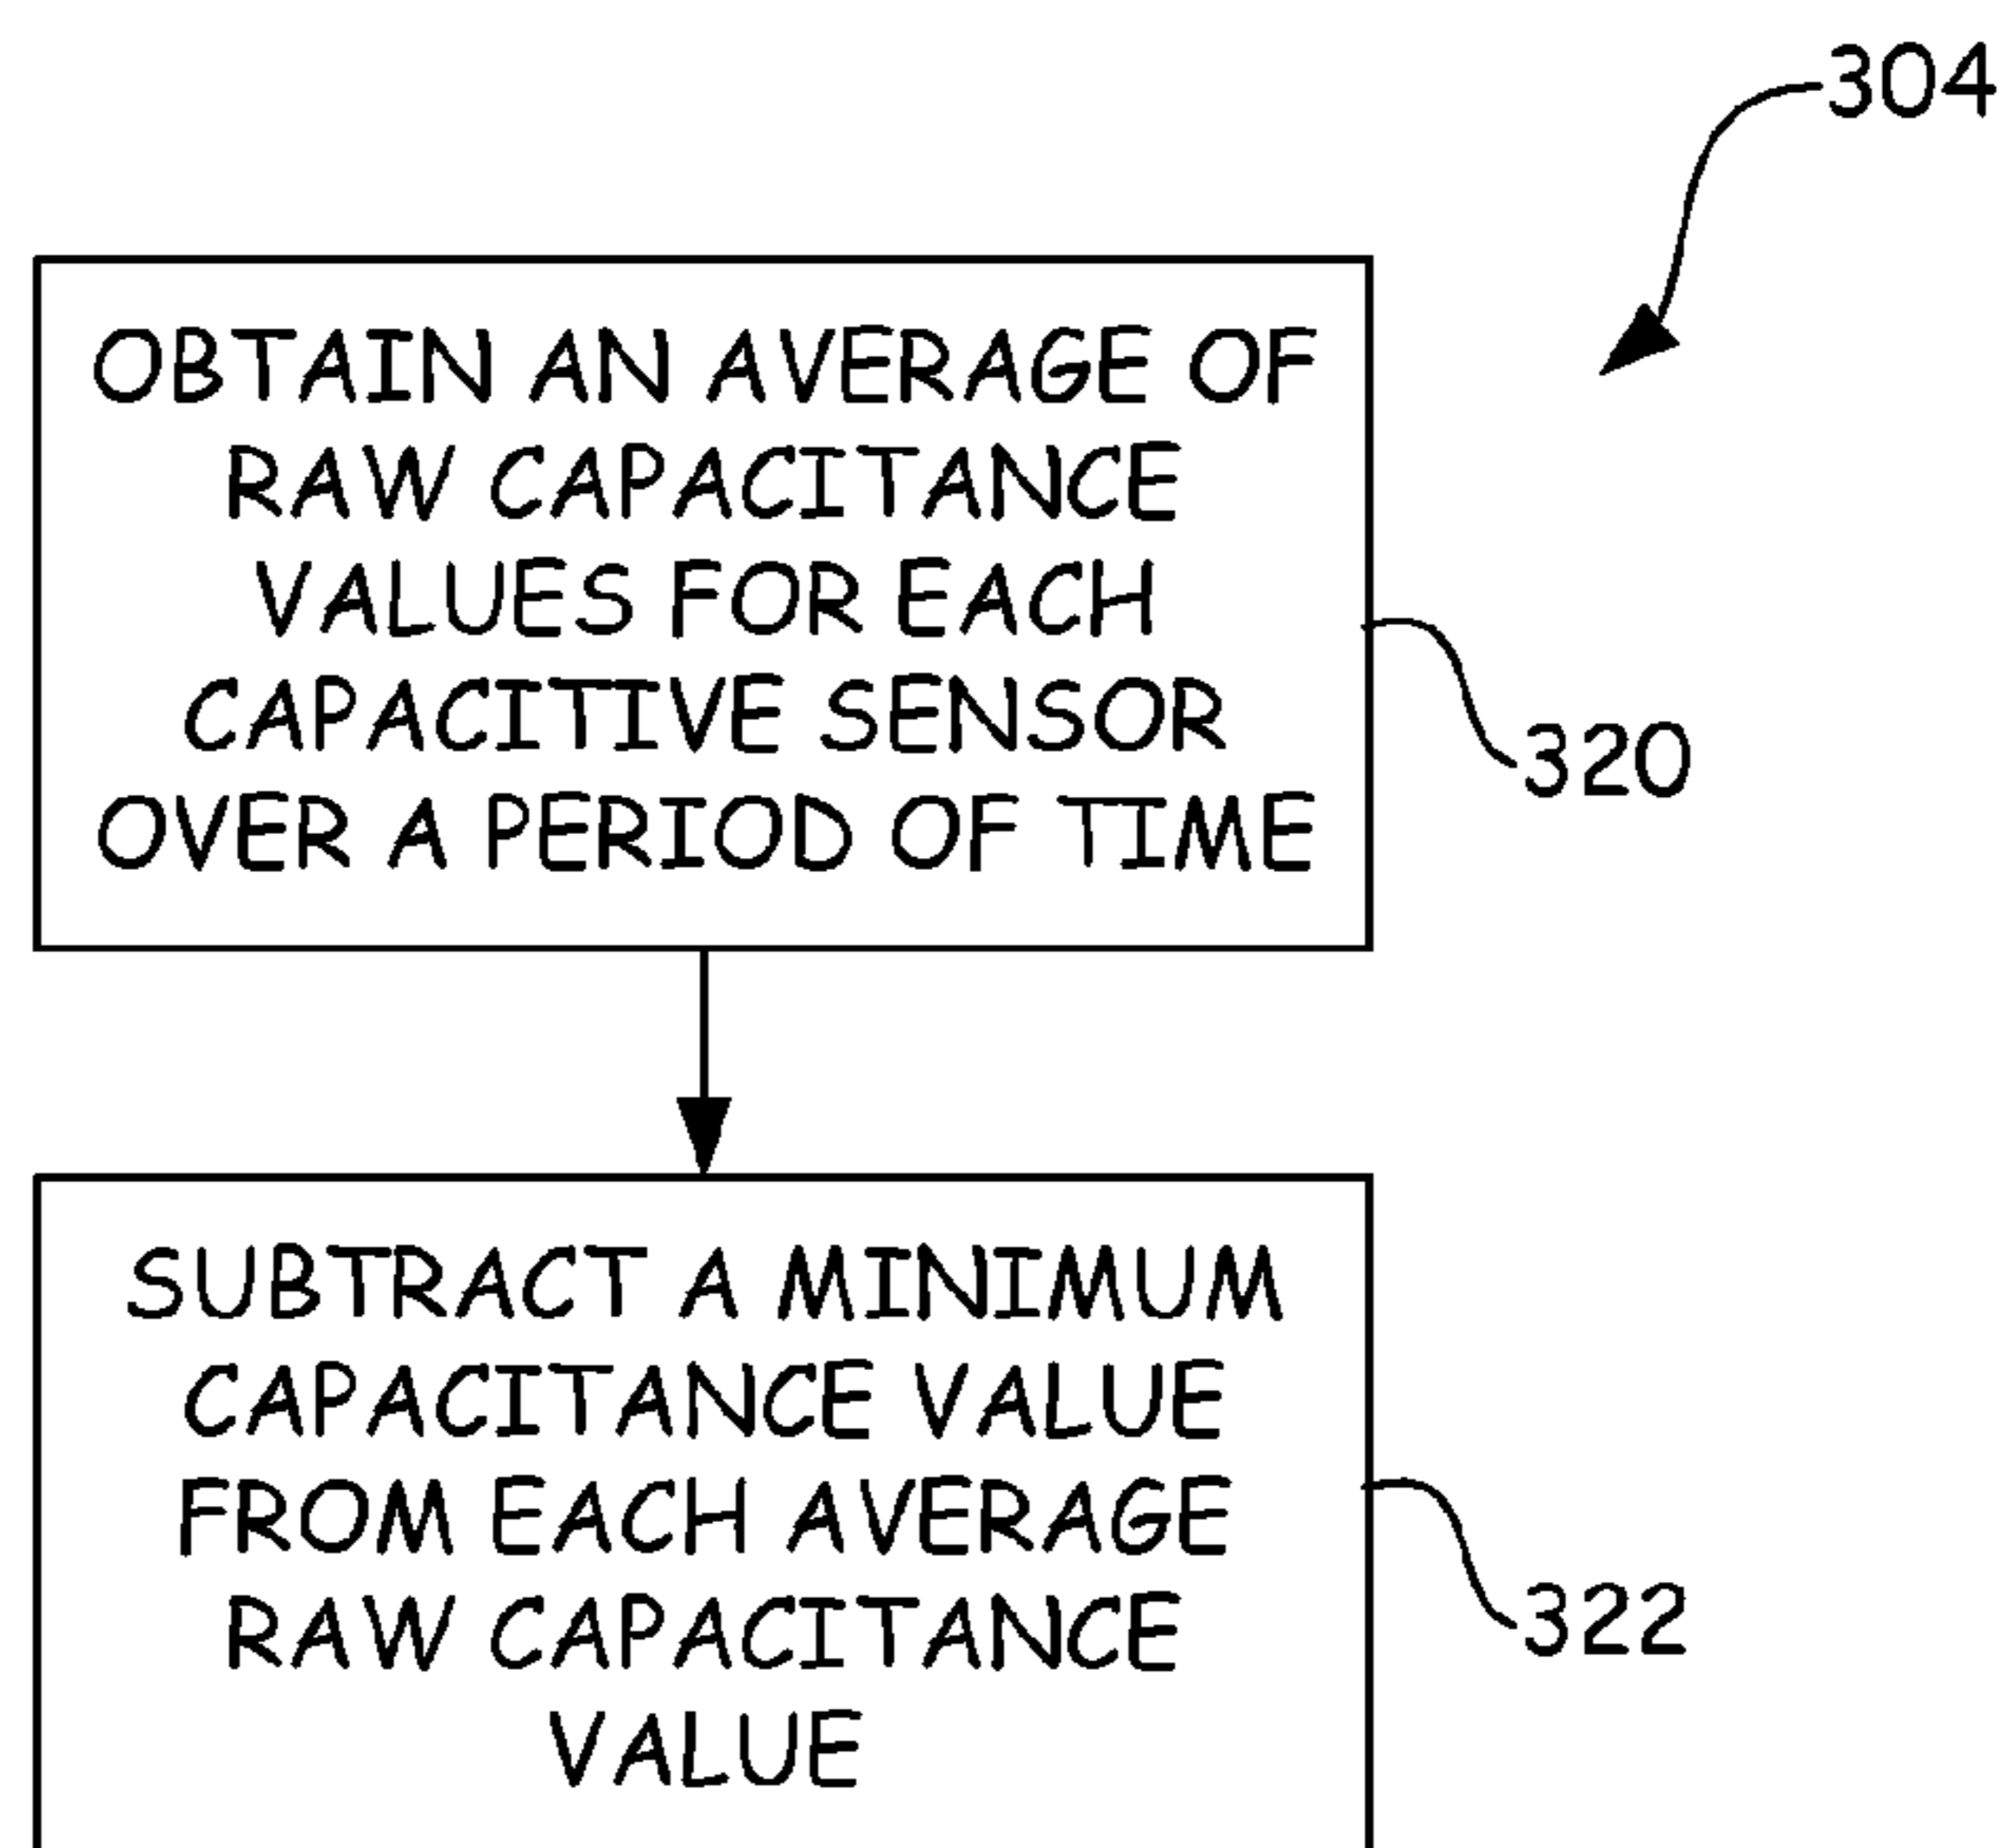 304
OBTAIN AN AVERAGE OF
RAW CAPACITANCE
VALUES FOR EACH
CAPACITIVE SENSOR
OVER A PERIOD OF TIME
320
SUBTRACT A MINIMUM
CAPACITANCE VALUE
FROM EACH AVERAGE
RAW CAPACITANCE
VALUE
322